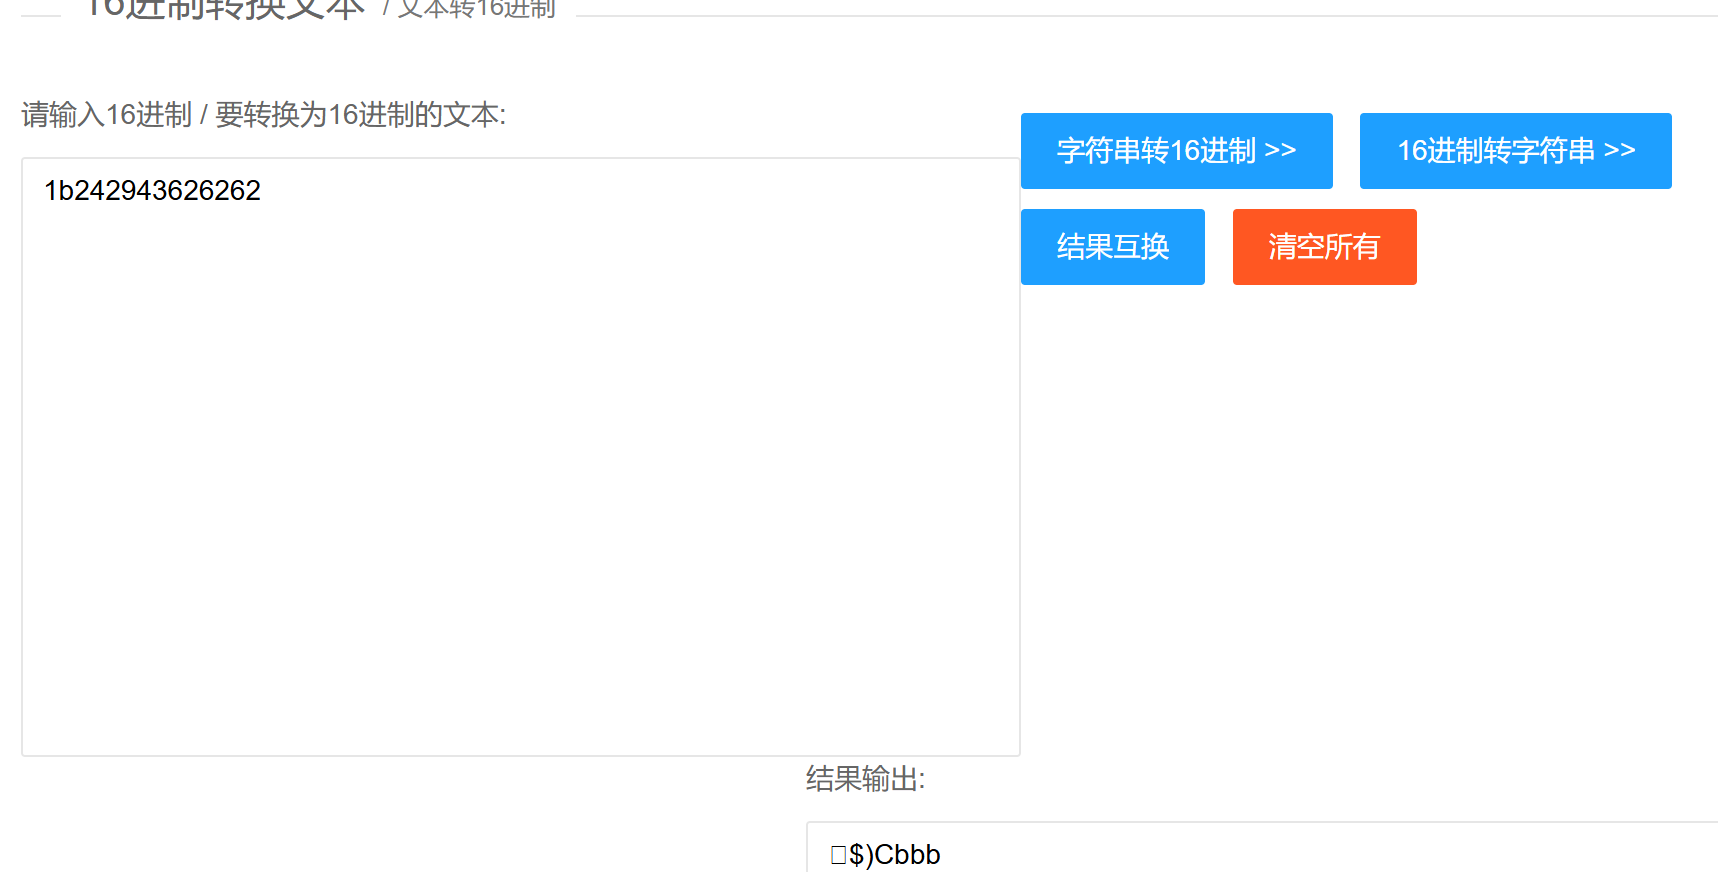 16进制转换文本 / 文本转16进制
请输入16进制 / 要转换为16进制的文本:
字符串转16进制 >>
16进制转字符串 >>
1b242943626262
结果互换
清空所有
结果输出:
$)Cbbb